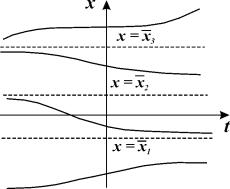 x
x = x̅₃
x = x̅₂
t
x = x̅₁